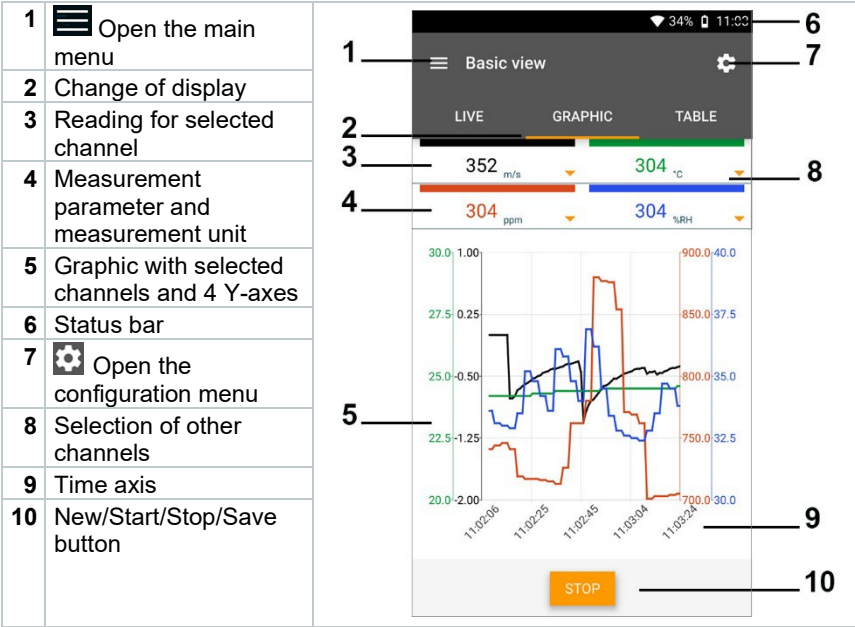 1 Open the main
menu
2 Change of display
3 Reading for selected
channel
4 Measurement
parameter and
measurement unit
5 Graphic with selected
channels and 4 Y-axes
6 Status bar
7 Open the
configuration menu
8 Selection of other
channels
9 Time axis
10 New/Start/Stop/Save
button
34% 11:03
6
1
Basic view
7
LIVE GRAPHIC TABLE
2
3
352 m/s 304 °C
8
4
304 ppm 304 %RH
30.0 1.00 900.0 40.0
27.5 0.25 850.0 37.5
25.0 -0.50 800.0 35.0
5
22.5 -1.25 750.0 32.5
20.0 -2.00 700.0 30.0
11:02:06 11:02:25 11:02:45 11:03:04 11:03:24
9
STOP
10